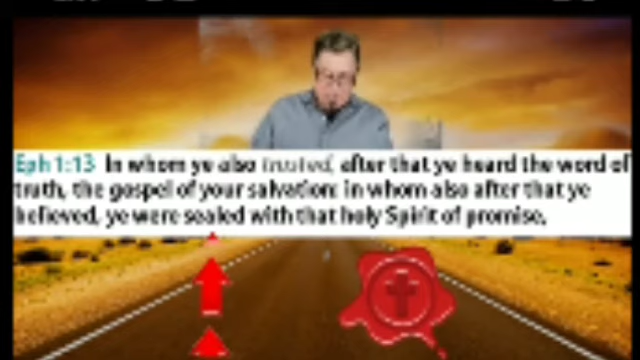 Eph 1:13 In whom ye also trusted, after that ye heard the word of
truth, the gospel of your salvation: in whom also after that ye
believed, ye were sealed with that holy Spirit of promise,